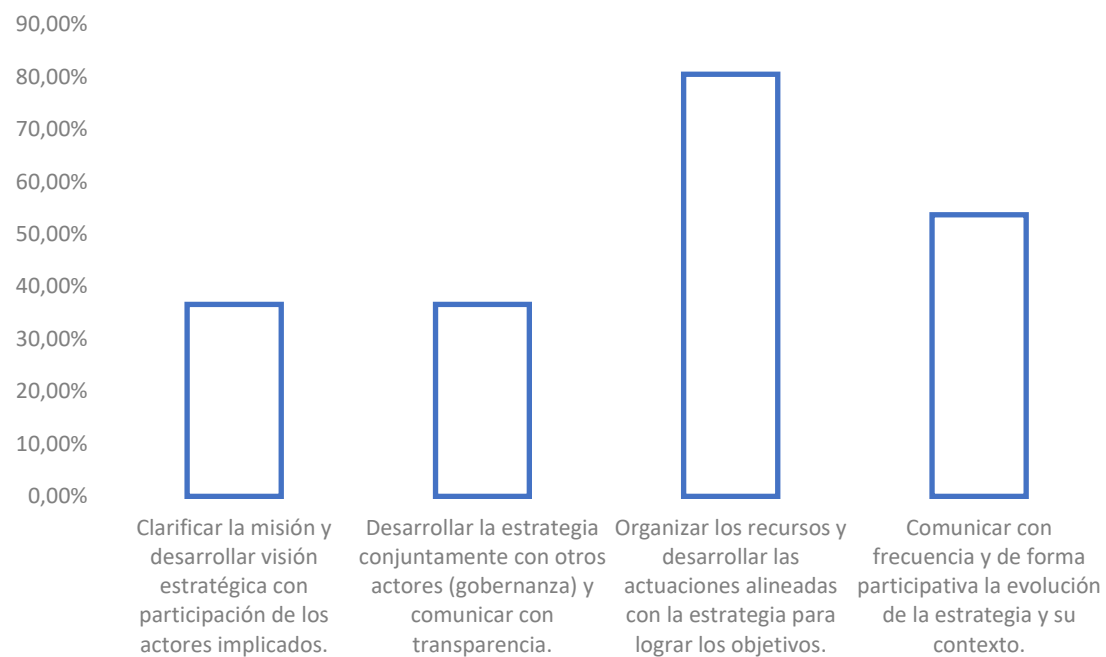 90,00%
80,00%
70,00%
60,00%
50,00%
40,00%
30,00%
20,00%
10,00%
0,00%
Clarificar la misión y
desarrollar visión
estratégica con
participación de los
actores implicados.
Desarrollar la estrategia
conjuntamente con otros
actores (gobernanza) y
comunicar con
transparencia.
Organizar los recursos y
desarrollar las
actuaciones alineadas
con la estrategia para
lograr los objetivos.
Comunicar con
frecuencia y de forma
participativa la evolución
de la estrategia y su
contexto.